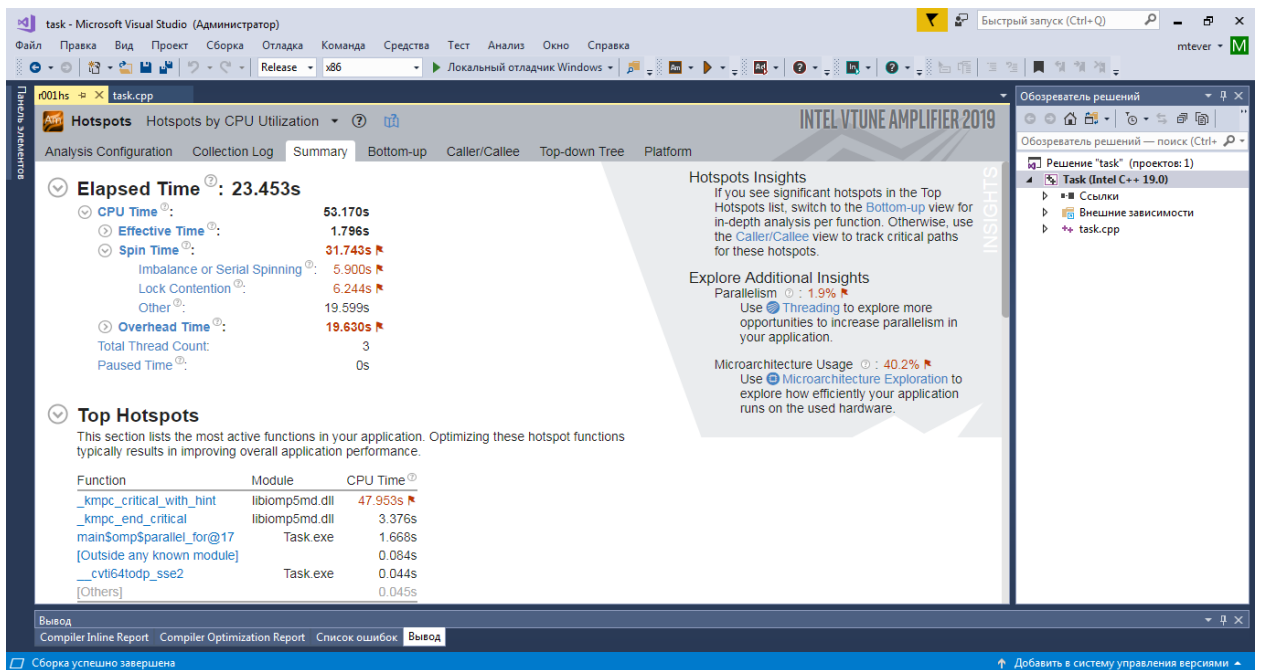 task - Microsoft Visual Studio (Администратор)
Быстрый запуск (Ctrl+Q)
Файл Правка Вид Проект Сборка Отладка Команда Средства Тест Анализ Окно Справка
mtever M
Release x86 Локальный отладчик Windows
Панель элементов
r001hs task.cpp
Hotspots Hotspots by CPU Utilization
INTEL VTUNE AMPLIFIER 2019
Analysis Configuration Collection Log Summary Bottom-up Caller/Callee Top-down Tree Platform
Elapsed Time: 23.453s
CPU Time: 53.170s
Effective Time: 1.796s
Spin Time: 31.743s
Imbalance or Serial Spinning: 5.900s
Lock Contention: 6.244s
Other: 19.599s
Overhead Time: 19.630s
Total Thread Count: 3
Paused Time: 0s
Top Hotspots
This section lists the most active functions in your application. Optimizing these hotspot functions
typically results in improving overall application performance.
Function Module CPU Time
_kmpc_critical_with_hint libiomp5md.dll 47.953s
_kmpc_end_critical libiomp5md.dll 3.376s
main$omp$parallel_for@17 Task.exe 1.668s
[Outside any known module] 0.084s
__cvti64todp_sse2 Task.exe 0.044s
[Others] 0.045s
Hotspots Insights
If you see significant hotspots in the Top
Hotspots list, switch to the Bottom-up view for
in-depth analysis per function. Otherwise, use
the Caller/Callee view to track critical paths
for these hotspots.
Explore Additional Insights
Parallelism : 1.9%
Use Threading to explore more
opportunities to increase parallelism in
your application.
Microarchitecture Usage : 40.2%
Use Microarchitecture Exploration to
explore how efficiently your application
runs on the used hardware.
INSIGHTS
Обозреватель решений
Обозреватель решений — поиск (Ctrl+
Решение "task" (проектов: 1)
Task (Intel C++ 19.0)
Ссылки
Внешние зависимости
task.cpp
Вывод
Compiler Inline Report Compiler Optimization Report Список ошибок Вывод
Сборка успешно завершена
Добавить в систему управления версиями